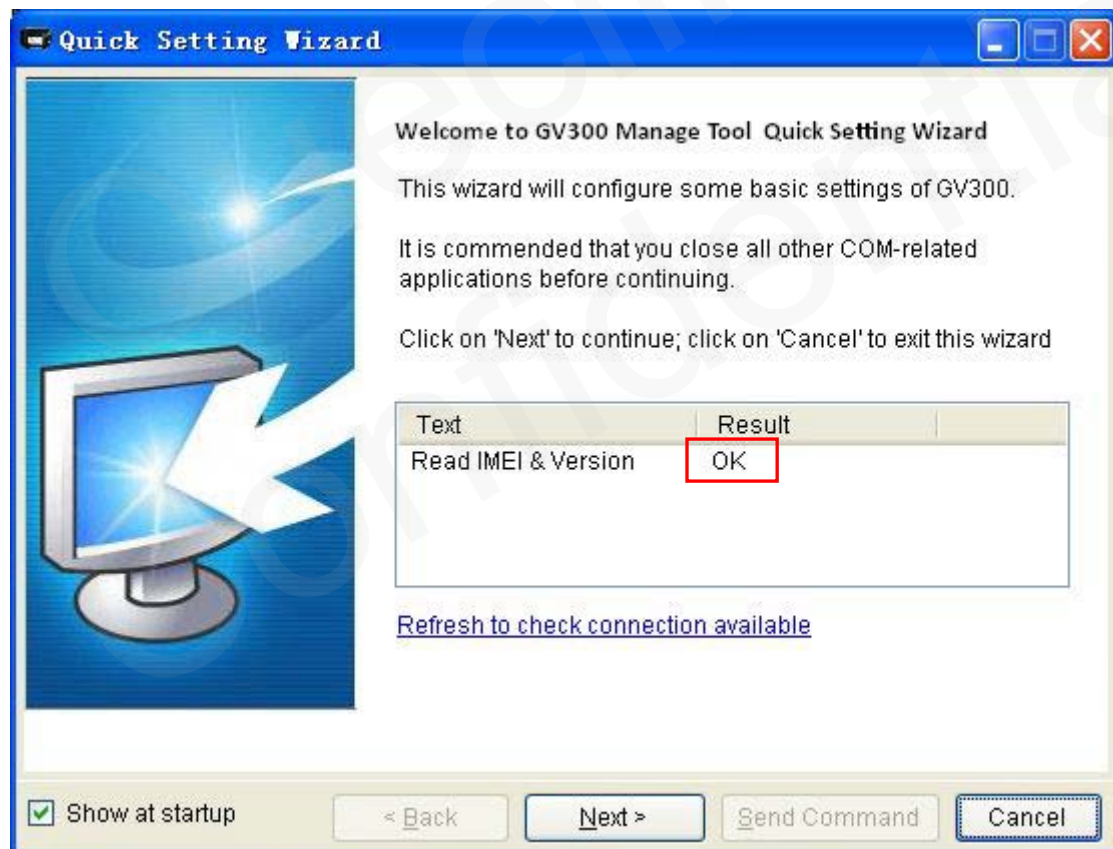 Quick Setting Wizard
Welcome to GV300 Manage Tool Quick Setting Wizard
This wizard will configure some basic settings of GV300.
It is commended that you close all other COM-related
applications before continuing.
Click on 'Next' to continue; click on 'Cancel' to exit this wizard
Text Result
Read IMEI & Version OK
Refresh to check connection available
Show at startup < Back Next > Send Command Cancel